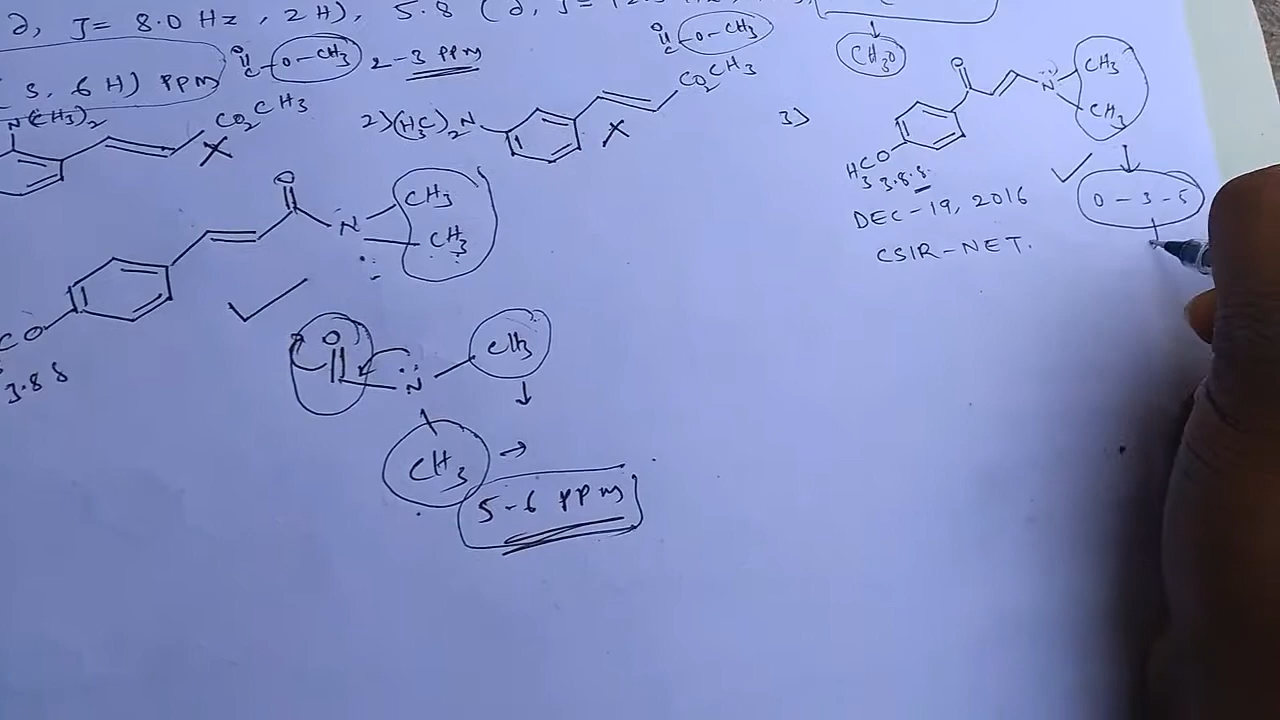 d, J= 8.0 Hz, 2H), 5.8 (d, J=
s, 6H) ppm
O
C O-CH3 2-3 ppm
O
C O-CH3
CH3O
N(CH3)2
CO2CH3
2) (H3C)2N
CO2CH3
3)
O
N
CH3
CH3
H3CO
3.8 8
0-3-5
DEC-19, 2016
CSIR-NET.
O
N
CH3
CH3
CO
3.88
O
N
CH3
CH3
5-6 ppm